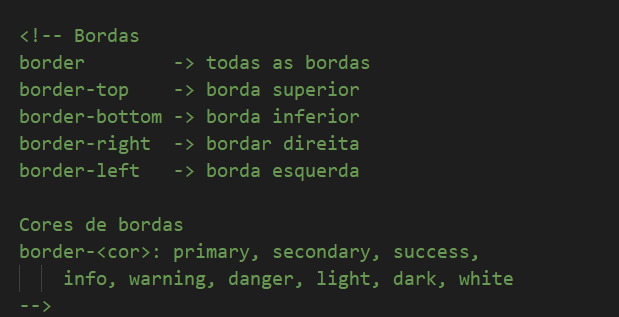 <!-- Bordas
border -> todas as bordas
border-top -> borda superior
border-bottom -> borda inferior
border-right -> bordar direita
border-left -> borda esquerda
Cores de bordas
border-<cor>: primary, secondary, success,
info, warning, danger, light, dark, white
-->